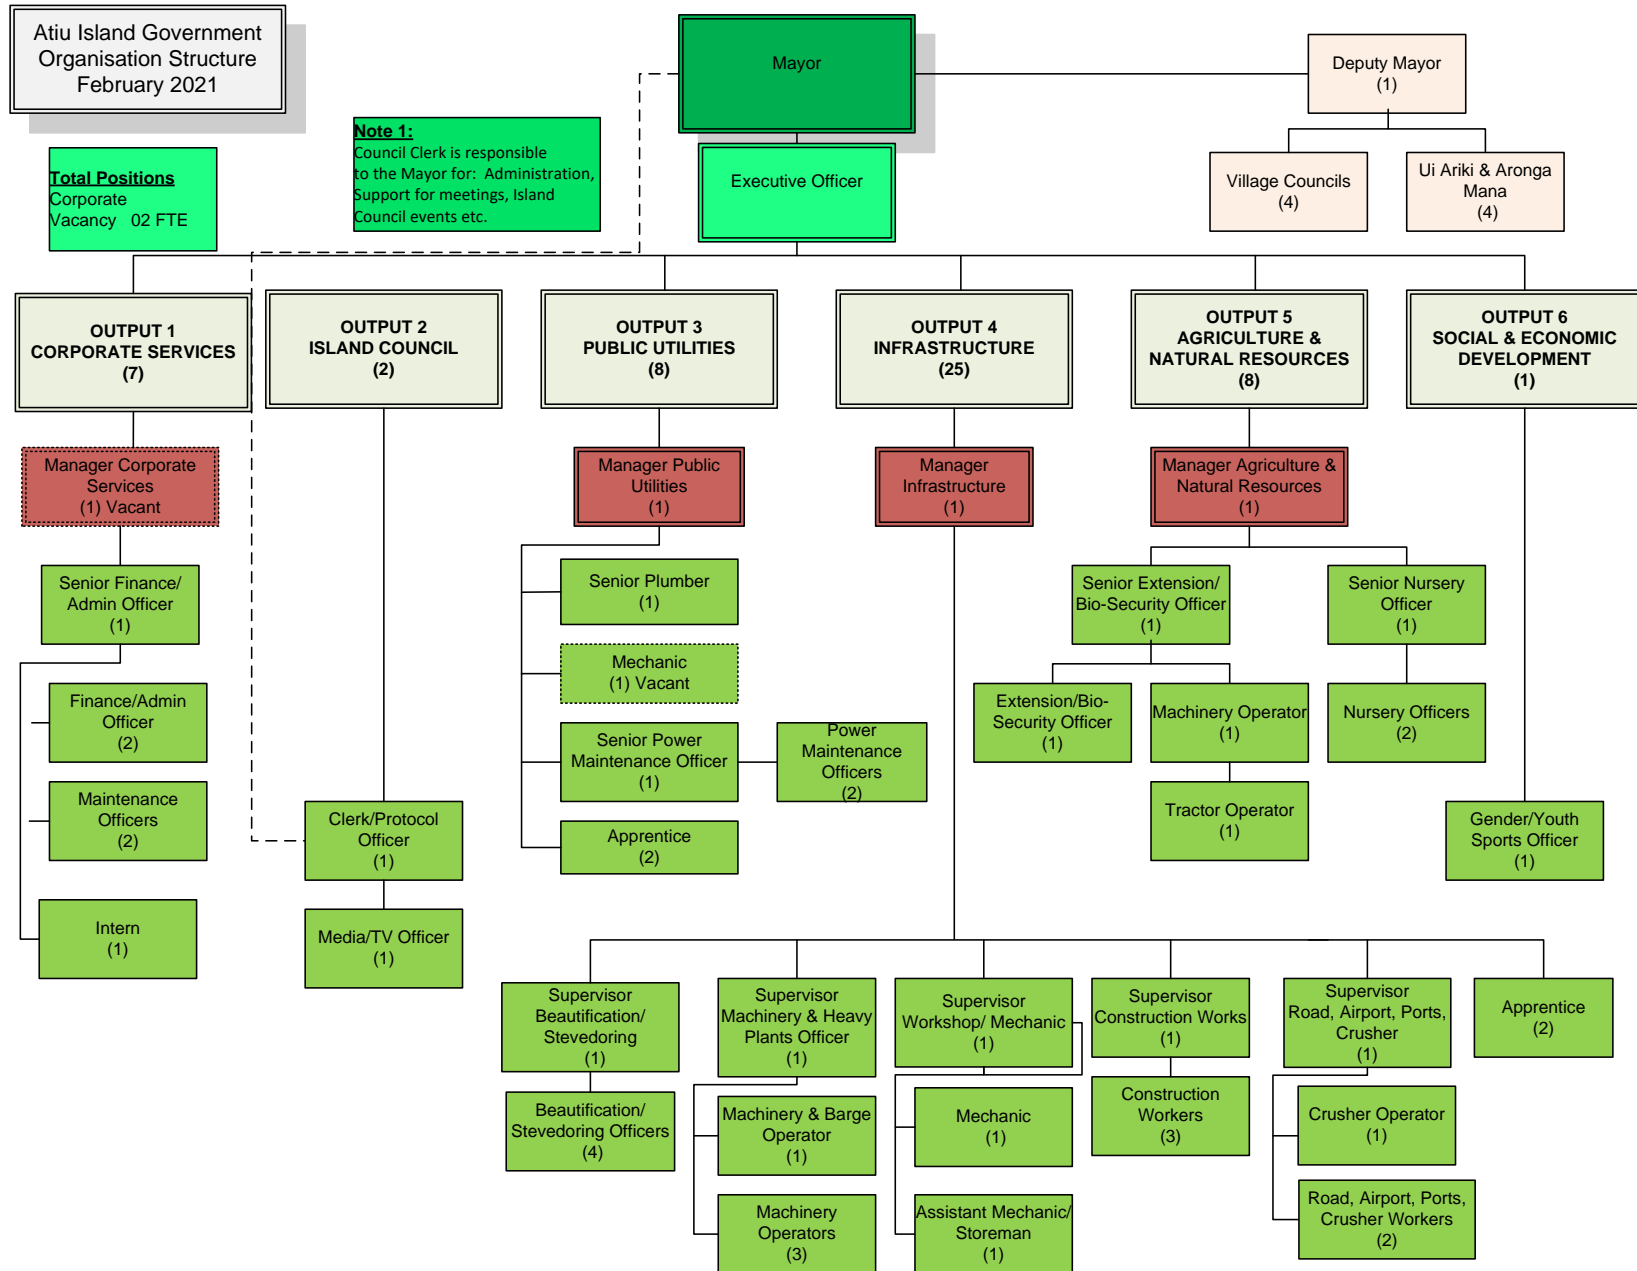 Atiu Island Government
Organisation Structure
February 2021
Mayor
Deputy Mayor
(1)
Note 1:
Council Clerk is responsible
to the Mayor for:  Administration,
Support for meetings, Island
Council events etc.
Total Positions
Corporate
Vacancy   02 FTE
Executive Officer
Village Councils
(4)
Ui Ariki & Aronga
Mana
(4)
OUTPUT 1
CORPORATE SERVICES
(7)
OUTPUT 2
ISLAND COUNCIL
(2)
OUTPUT 3
PUBLIC UTILITIES
(8)
OUTPUT 4
INFRASTRUCTURE
(25)
OUTPUT 5
AGRICULTURE &
NATURAL RESOURCES
(8)
OUTPUT 6
SOCIAL & ECONOMIC
DEVELOPMENT
(1)
Manager Corporate
Services
(1) Vacant
Manager Public
Utilities
(1)
Manager
Infrastructure
(1)
Manager Agriculture &
Natural Resources
(1)
Senior Finance/
Admin Officer
(1)
Finance/Admin
Officer
(2)
Maintenance
Officers
(2)
Intern
(1)
Clerk/Protocol
Officer
(1)
Media/TV Officer
(1)
Senior Plumber
(1)
Mechanic
(1) Vacant
Senior Power
Maintenance Officer
(1)
Power
Maintenance
Officers
(2)
Apprentice
(2)
Senior Extension/
Bio-Security Officer
(1)
Senior Nursery
Officer
(1)
Extension/Bio-
Security Officer
(1)
Machinery Operator
(1)
Nursery Officers
(2)
Tractor Operator
(1)
Gender/Youth
Sports Officer
(1)
Supervisor
Beautification/
Stevedoring
(1)
Supervisor
Machinery & Heavy
Plants Officer
(1)
Supervisor
Workshop/ Mechanic
(1)
Supervisor
Construction Works
(1)
Supervisor
Road, Airport, Ports,
Crusher
(1)
Apprentice
(2)
Beautification/
Stevedoring Officers
(4)
Machinery & Barge
Operator
(1)
Mechanic
(1)
Construction
Workers
(3)
Crusher Operator
(1)
Machinery
Operators
(3)
Assistant Mechanic/
Storeman
(1)
Road, Airport, Ports,
Crusher Workers
(2)